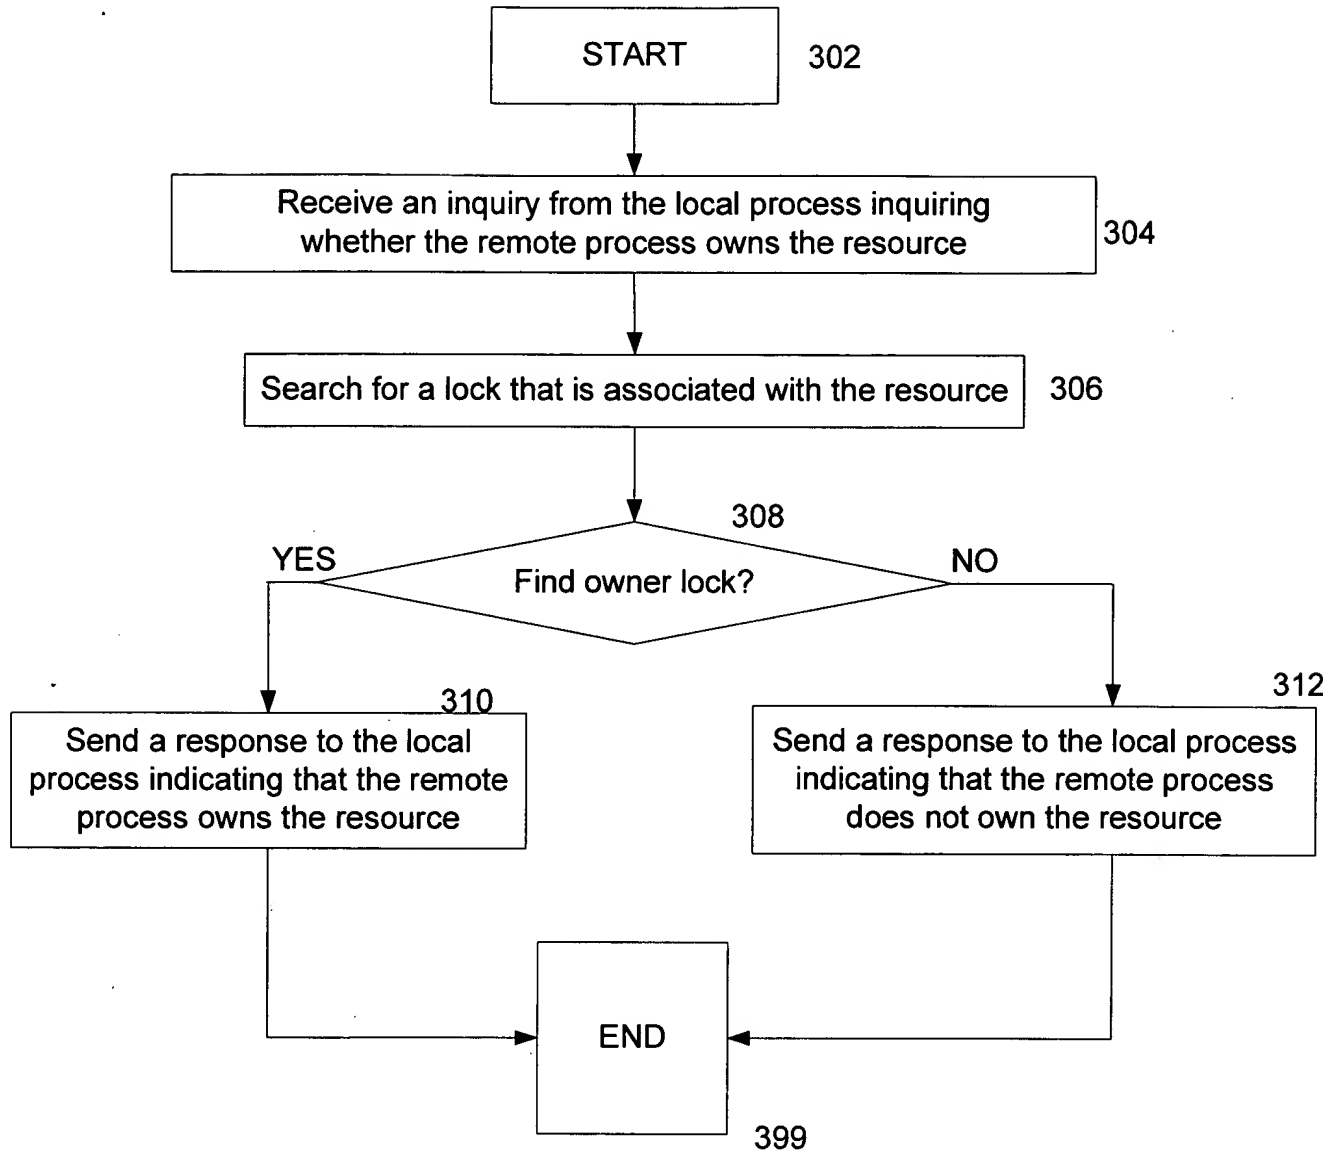 START
302
Receive an inquiry from the local process inquiring
whether the remote process owns the resource
304
Search for a lock that is associated with the resource
306
308
YES
NO
Find owner lock?
310
312
Send a response to the local
process indicating that the remote
process owns the resource
Send a response to the local process
indicating that the remote process
does not own the resource
END
399